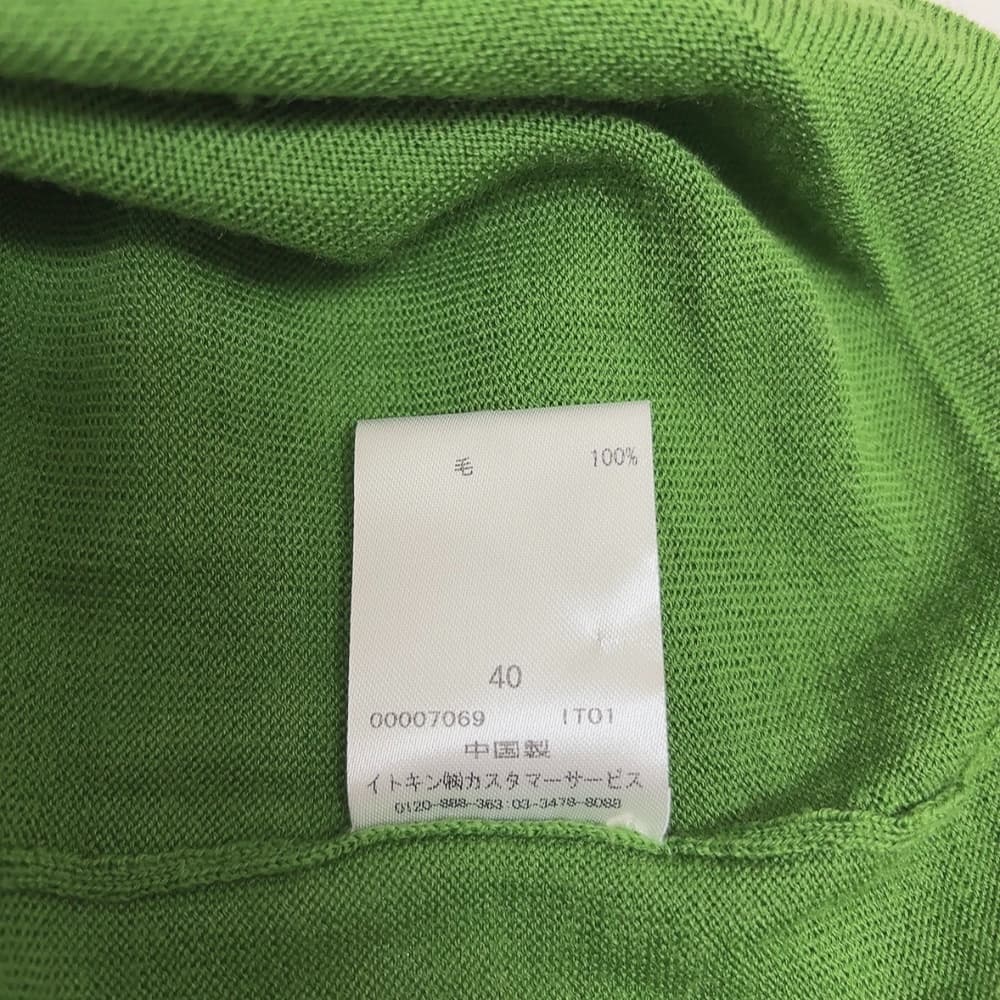 毛 100%
40
00007069 IT01
中国製
イトキン㈱カスタマーサービス
0120-888-363 03-3478-8088